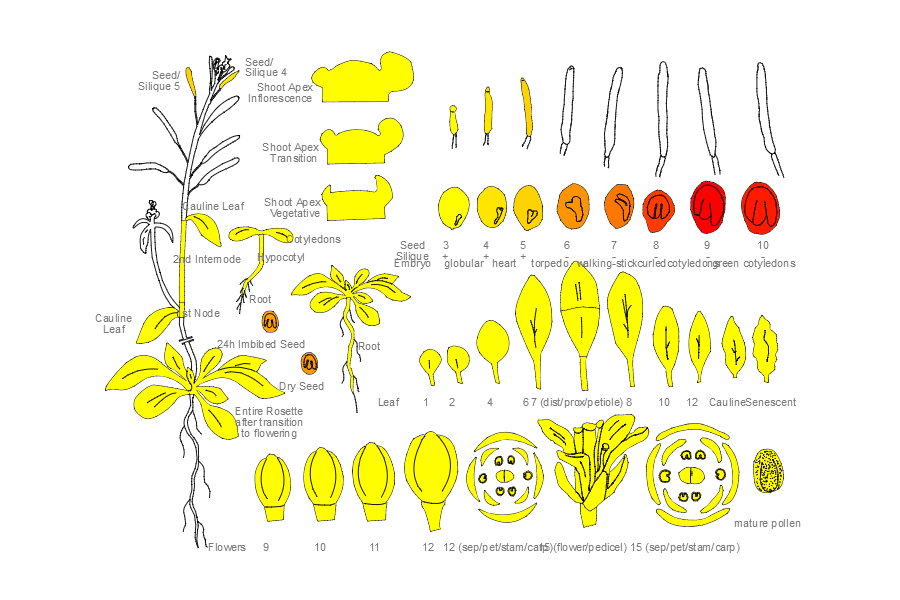 Seed/
Silique 4
Seed/
Silique 5
Shoot Apex
Inflorescence
Shoot Apex
Transition
Shoot Apex
Vegetative
Cauline Leaf
Cotyledons
2nd Internode
Hypocotyl
Root
1st Node
Cauline
Leaf
24h Imbibed Seed
Root
Dry Seed
Entire Rosette
after transition
to flowering
Seed 3 4 5 6 7 8 9 10
Silique + + + - - - - -
Embryo globular heart torpedo walking-stick curled cotyledons green cotyledons
Leaf 1 2 4 6 7 (dist/prox/petiole) 8 10 12 Cauline Senescent
mature pollen
Flowers 9 10 11 12 12 (sep/pet/stam/carp) 15 (flower/pedicel) 15 (sep/pet/stam/carp)